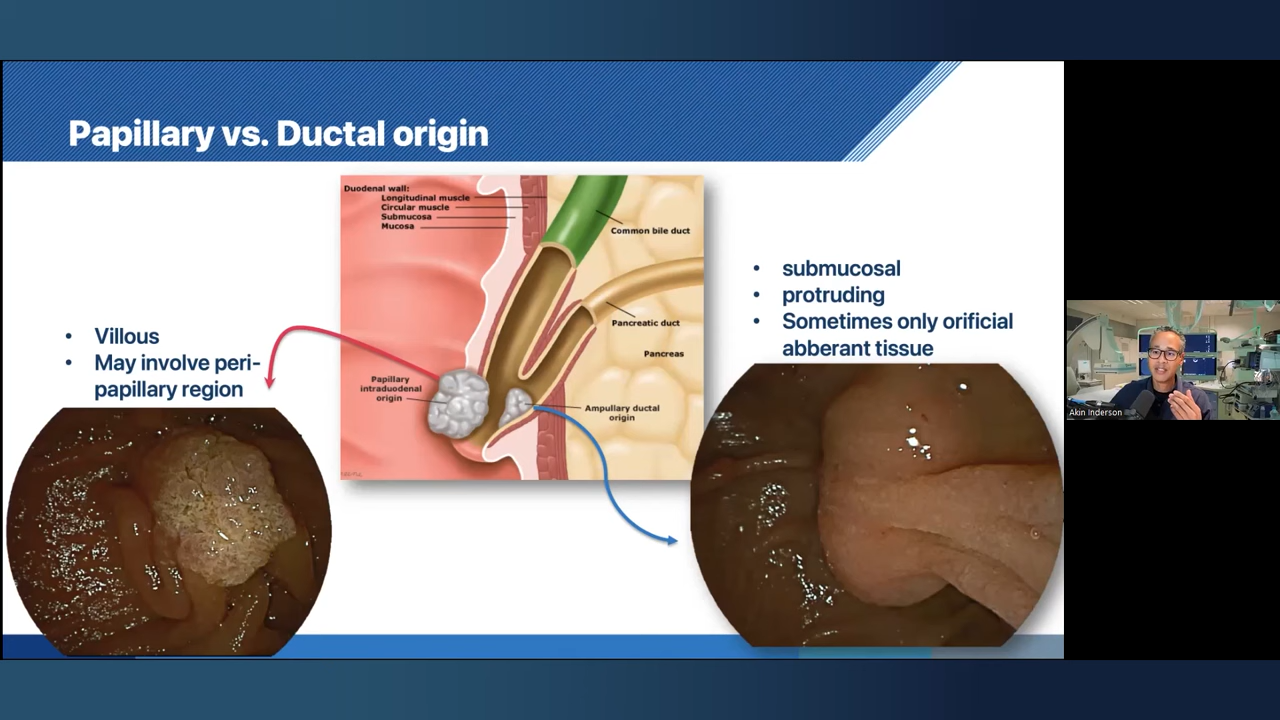 Papillary vs. Ductal origin
Duodenal wall:
Longitudinal muscle
Circular muscle
Submucosa
Mucosa
Common bile duct
Pancreatic duct
Pancreas
Papillary
intraduodenal
origin
Ampullary ductal
origin
• Villous
• May involve peri-
papillary region
• submucosal
• protruding
• Sometimes only orificial
abberant tissue
Akin Inderson